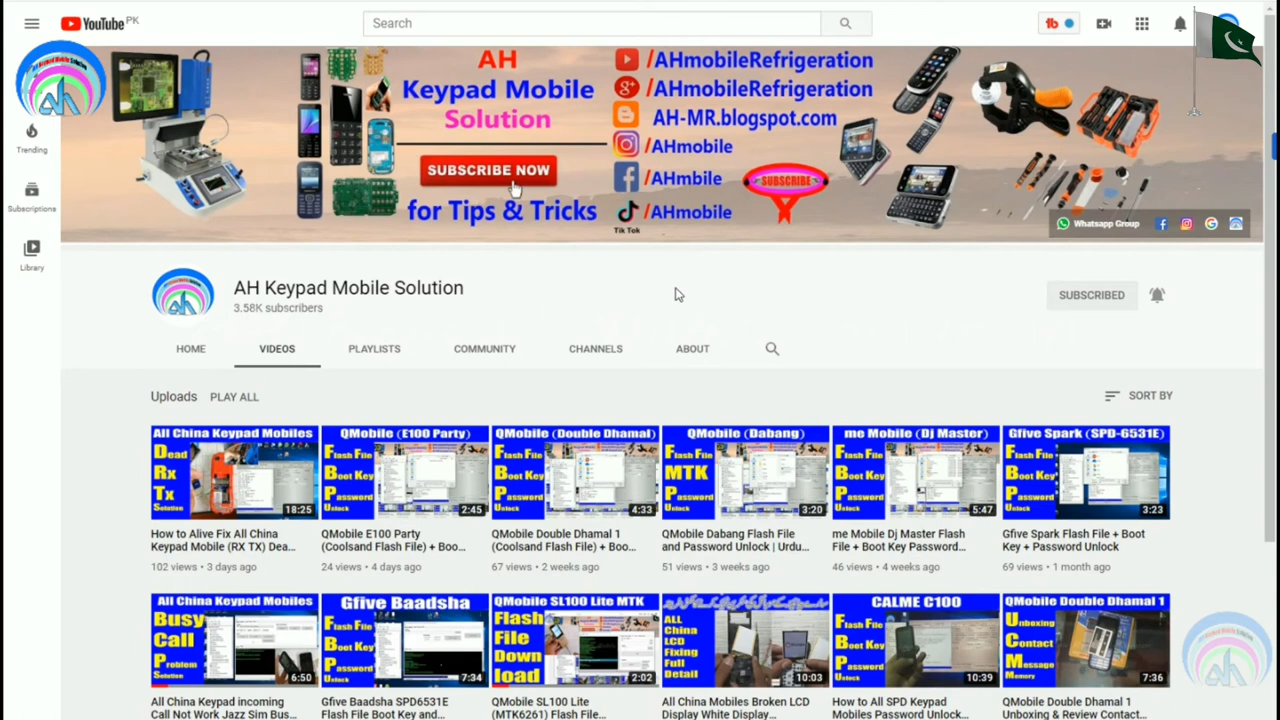 YouTube PK
Search
Trending
Subscriptions
Library
AH
Keypad Mobile
Solution
SUBSCRIBE NOW
for Tips & Tricks
/AHmobileRefrigeration
/AHmobileRefrigeration
AH-MR.blogspot.com
/AHmobile
/AHmbile
/AHmobile
Tik Tok
SUBSCRIBE
Whatsapp Group
AH Keypad Mobile Solution
3.58K subscribers
SUBSCRIBED
HOME
VIDEOS
PLAYLISTS
COMMUNITY
CHANNELS
ABOUT
Uploads
PLAY ALL
SORT BY
All China Keypad Mobiles
Dead
Rx
Tx
Solution
18:25
How to Alive Fix All China
Keypad Mobile (RX TX) Dea...
102 views • 3 days ago
QMobile (E100 Party)
Flash File
Boot Key
Password
Unlock
2:45
QMobile E100 Party
(Coolsand Flash File) + Boo...
24 views • 4 days ago
QMobile (Double Dhamal)
Flash File
Boot Key
Password
Unlock
4:33
QMobile Double Dhamal 1
(Coolsand Flash File) + Boo...
67 views • 2 weeks ago
QMobile (Dabang)
Flash File
MTK
Password
Unlock
3:20
QMobile Dabang Flash File
and Password Unlock | Urdu...
51 views • 3 weeks ago
me Mobile (Dj Master)
Flash File
Boot Key
Password
Unlock
5:47
me Mobile Dj Master Flash
File + Boot Key Password...
46 views • 4 weeks ago
Gfive Spark (SPD-6531E)
Flash File
Boot Key
Password
Unlock
3:23
Gfive Spark Flash File + Boot
Key + Password Unlock
69 views • 1 month ago
All China Keypad Mobiles
Busy
Call
Problem
Solution
6:50
All China Keypad incoming
Call Not Work Jazz Sim Bus...
Gfive Baadsha
Flash File
Boot Key
Password
Unlock
7:34
Gfive Baadsha SPD6531E
Flash File Boot Key and...
QMobile SL100 Lite MTK
Flash
File
Down
load
2:02
QMobile SL100 Lite
(MTK6261) Flash File...
ALL
China
LCD
Fixing
Full
Detail
10:03
All China Mobiles Broken LCD
Display White Display...
CALME C100
Flash File
Boot Key
Password
Unlock
10:39
How to All SPD Keypad
Mobiles Password Unlock...
QMobile Double Dhamal 1
Unboxing
Camera
Message
Memory
7:36
QMobile Double Dhamal 1
Unboxing & Review Contact...